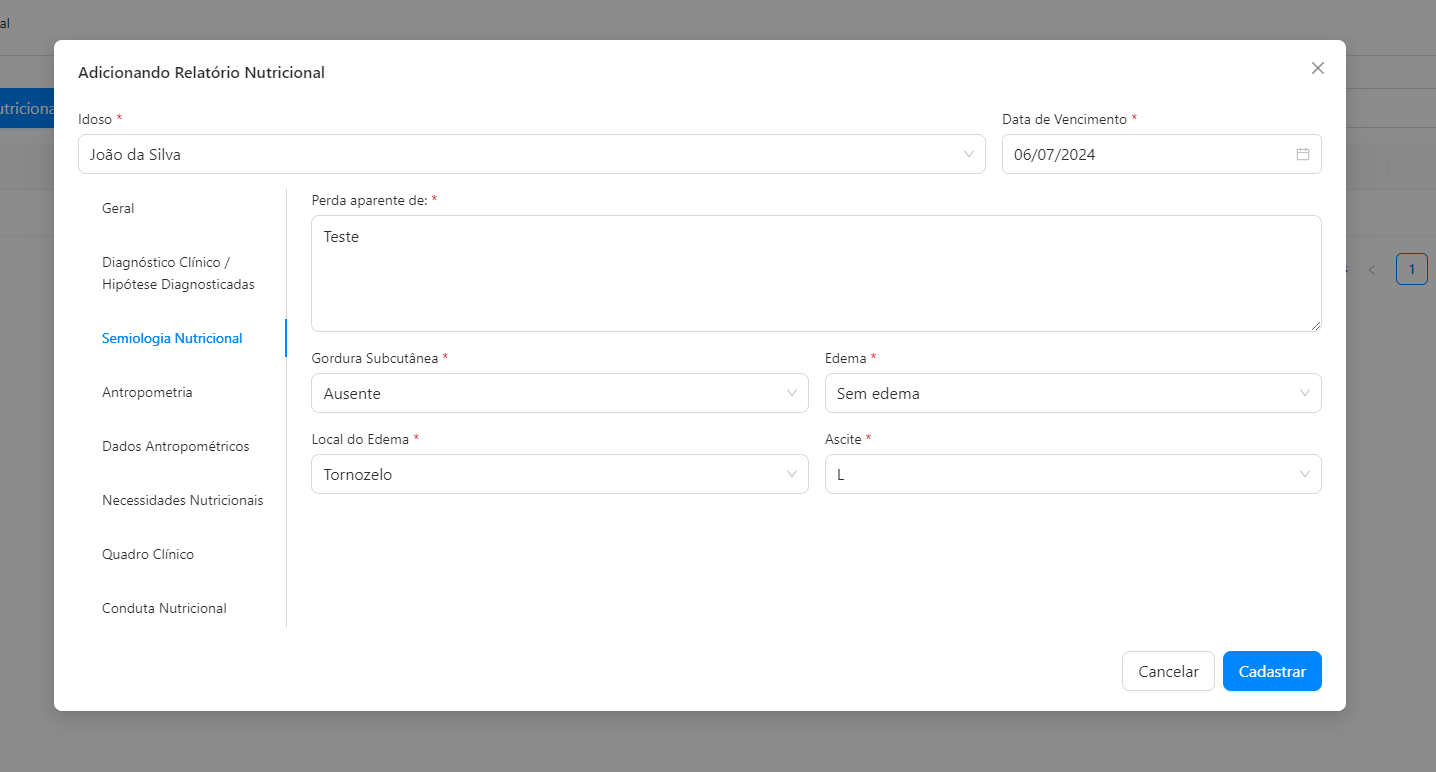 al
Adicionando Relatório Nutricional
Idoso *
Data de Vencimento *
João da Silva
06/07/2024
Geral
Diagnóstico Clínico /
Hipótese Diagnosticadas
Semiologia Nutricional
Antropometria
Dados Antropométricos
Necessidades Nutricionais
Quadro Clínico
Conduta Nutricional
Perda aparente de: *
Teste
Gordura Subcutânea *
Edema *
Ausente
Sem edema
Local do Edema *
Ascite *
Tornozelo
L
Cancelar
Cadastrar
utriciona
1